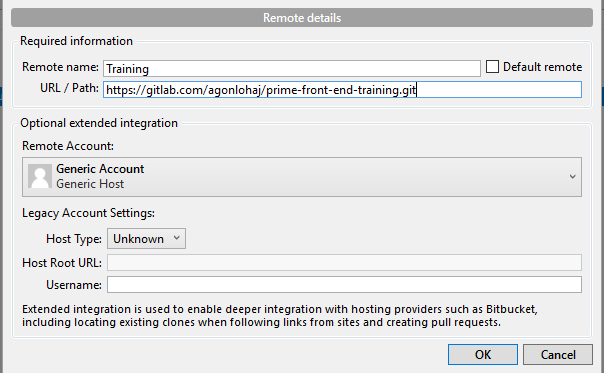 Remote details
Required information
Remote name: Training Default remote
URL / Path: https://gitlab.com/agonlohaj/prime-front-end-training.git
Optional extended integration
Remote Account:
Generic Account
Generic Host
Legacy Account Settings:
Host Type: Unknown
Host Root URL:
Username:
Extended integration is used to enable deeper integration with hosting providers such as Bitbucket,
including locating existing clones when following links from sites and creating pull requests.
OK Cancel